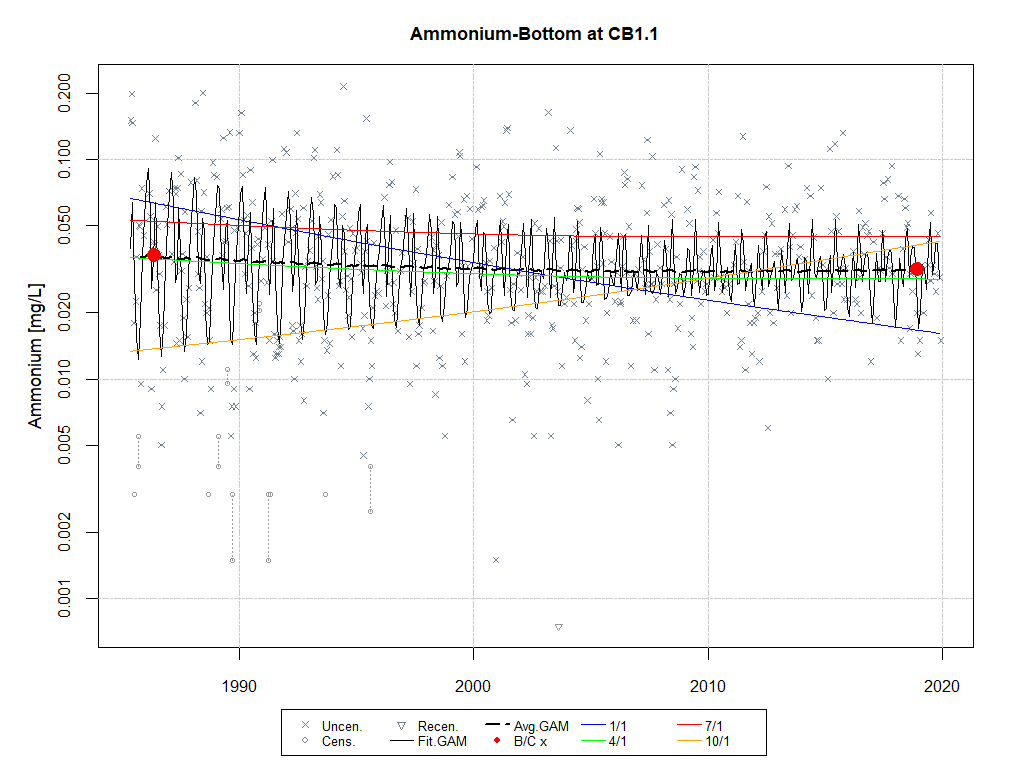 Ammonium-Bottom at CB1.1
Ammonium [mg/L]
0.200
0.100
0.050
0.020
0.010
0.005
0.002
0.001
1990 2000 2010 2020
Uncen. Recen. Avg.GAM 1/1 7/1
Cens. Fit.GAM B/C x 4/1 10/1